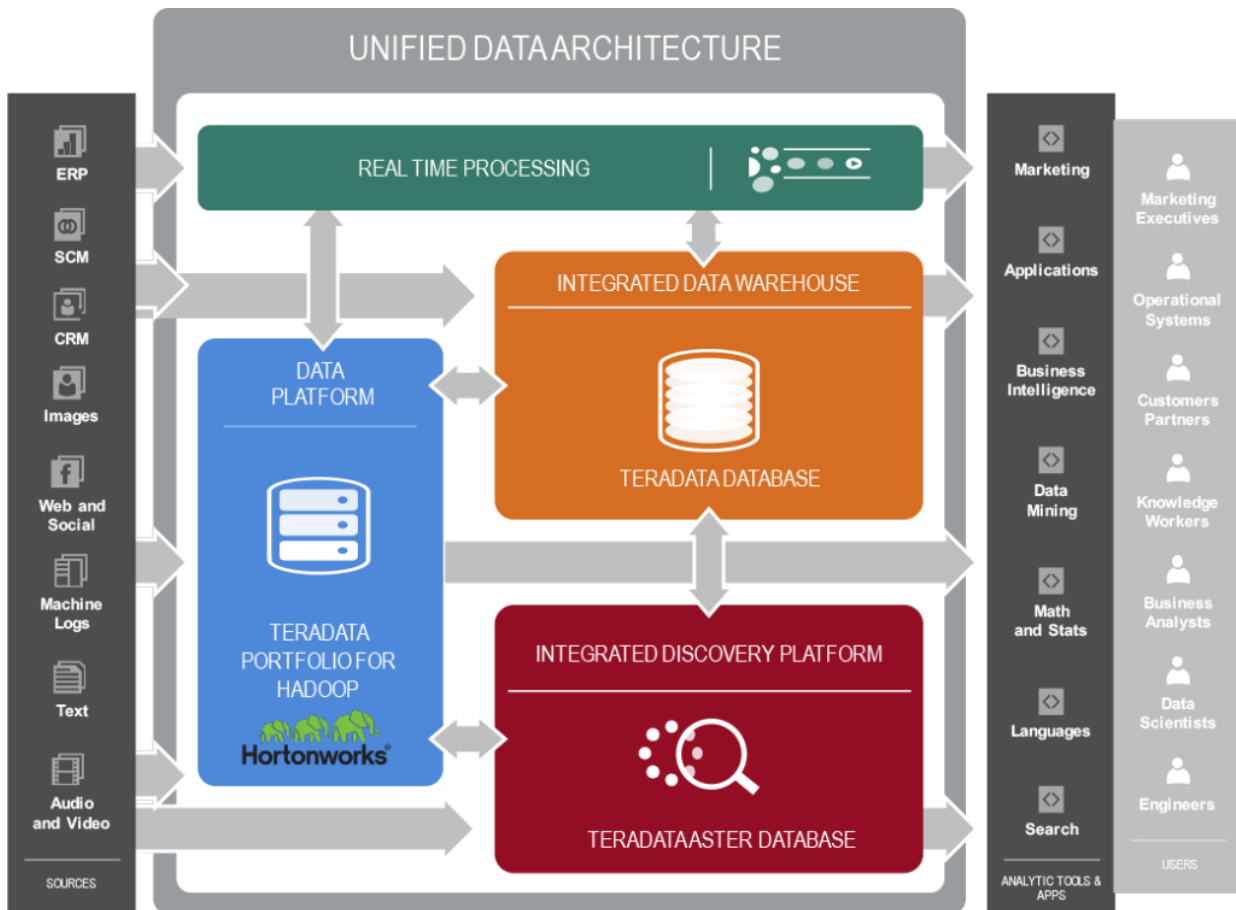 UNIFIED DATA ARCHITECTURE
ERP
SCM
CRM
Images
Web and
Social
Machine
Logs
Text
Audio
and Video
SOURCES
REAL TIME PROCESSING
DATA
PLATFORM
TERADATA
PORTFOLIO FOR
HADOOP
Hortonworks®
INTEGRATED DATA WAREHOUSE
TERADATA DATABASE
INTEGRATED DISCOVERY PLATFORM
TERADATA ASTER DATABASE
Marketing
Applications
Business
Intelligence
Data
Mining
Math
and Stats
Languages
Search
ANALYTIC TOOLS &
APPS
Marketing
Executives
Operational
Systems
Customers
Partners
Knowledge
Workers
Business
Analysts
Data
Scientists
Engineers
USERS